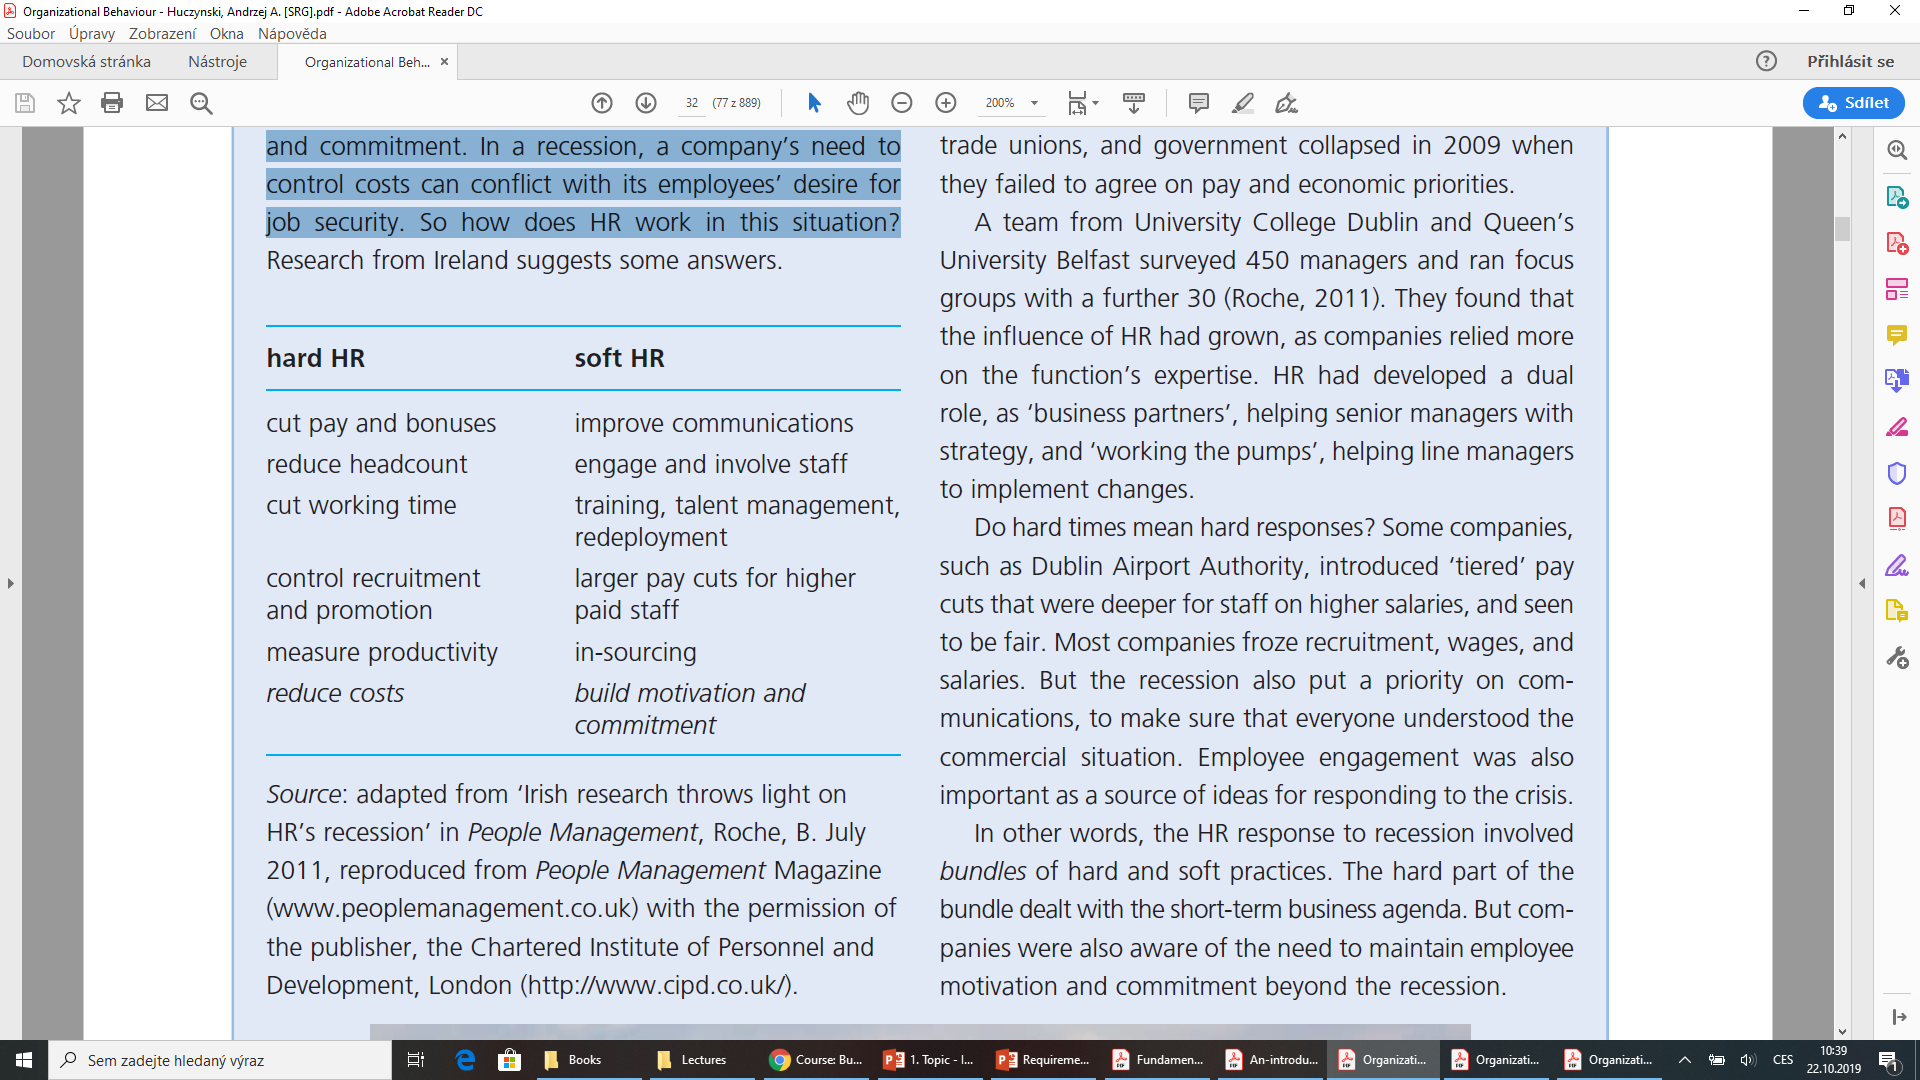 Organizational Behaviour - Huczynski, Andrzej A. [SRG].pdf - Adobe Acrobat Reader DC
Soubor Úpravy Zobrazení Okna Nápověda
Domovská stránka Nástroje Organizational Beh... × Přihlásit se
32 (77 z 889) 200% Sdílet
and commitment. In a recession, a company's need to
control costs can conflict with its employees' desire for
job security. So how does HR work in this situation?
Research from Ireland suggests some answers.
hard HR soft HR
cut pay and bonuses improve communications
reduce headcount engage and involve staff
cut working time training, talent management,
redeployment
control recruitment larger pay cuts for higher
and promotion paid staff
measure productivity in-sourcing
reduce costs build motivation and
commitment
Source: adapted from 'Irish research throws light on
HR's recession' in People Management, Roche, B. July
2011, reproduced from People Management Magazine
(www.peoplemanagement.co.uk) with the permission of
the publisher, the Chartered Institute of Personnel and
Development, London (http://www.cipd.co.uk/).
trade unions, and government collapsed in 2009 when
they failed to agree on pay and economic priorities.
A team from University College Dublin and Queen's
University Belfast surveyed 450 managers and ran focus
groups with a further 30 (Roche, 2011). They found that
the influence of HR had grown, as companies relied more
on the function's expertise. HR had developed a dual
role, as 'business partners', helping senior managers with
strategy, and 'working the pumps', helping line managers
to implement changes.
Do hard times mean hard responses? Some companies,
such as Dublin Airport Authority, introduced 'tiered' pay
cuts that were deeper for staff on higher salaries, and seen
to be fair. Most companies froze recruitment, wages, and
salaries. But the recession also put a priority on com-
munications, to make sure that everyone understood the
commercial situation. Employee engagement was also
important as a source of ideas for responding to the crisis.
In other words, the HR response to recession involved
bundles of hard and soft practices. The hard part of the
bundle dealt with the short-term business agenda. But com-
panies were also aware of the need to maintain employee
motivation and commitment beyond the recession.
Sem zadejte hledaný výraz Books Lectures Course: Bu... 1. Topic - I... Requireme... Fundamen... An-introdu... Organizati... Organizati... Organizati... CES 10:39
22.10.2019 1